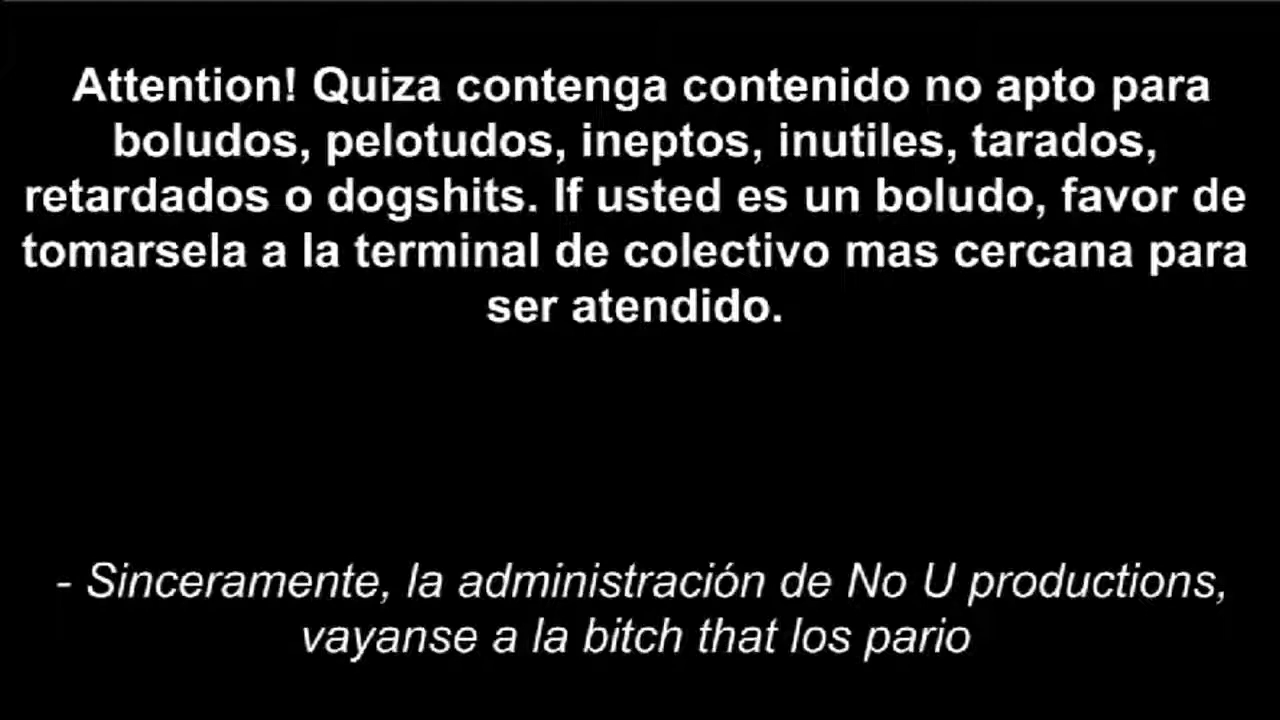 Attention! Quiza contenga contenido no apto para
boludos, pelotudos, ineptos, inutiles, tarados,
retardados o dogshits. If usted es un boludo, favor de
tomarsela a la terminal de colectivo mas cercana para
ser atendido.
- Sinceramente, la administración de No U productions,
vayanse a la bitch that los pario